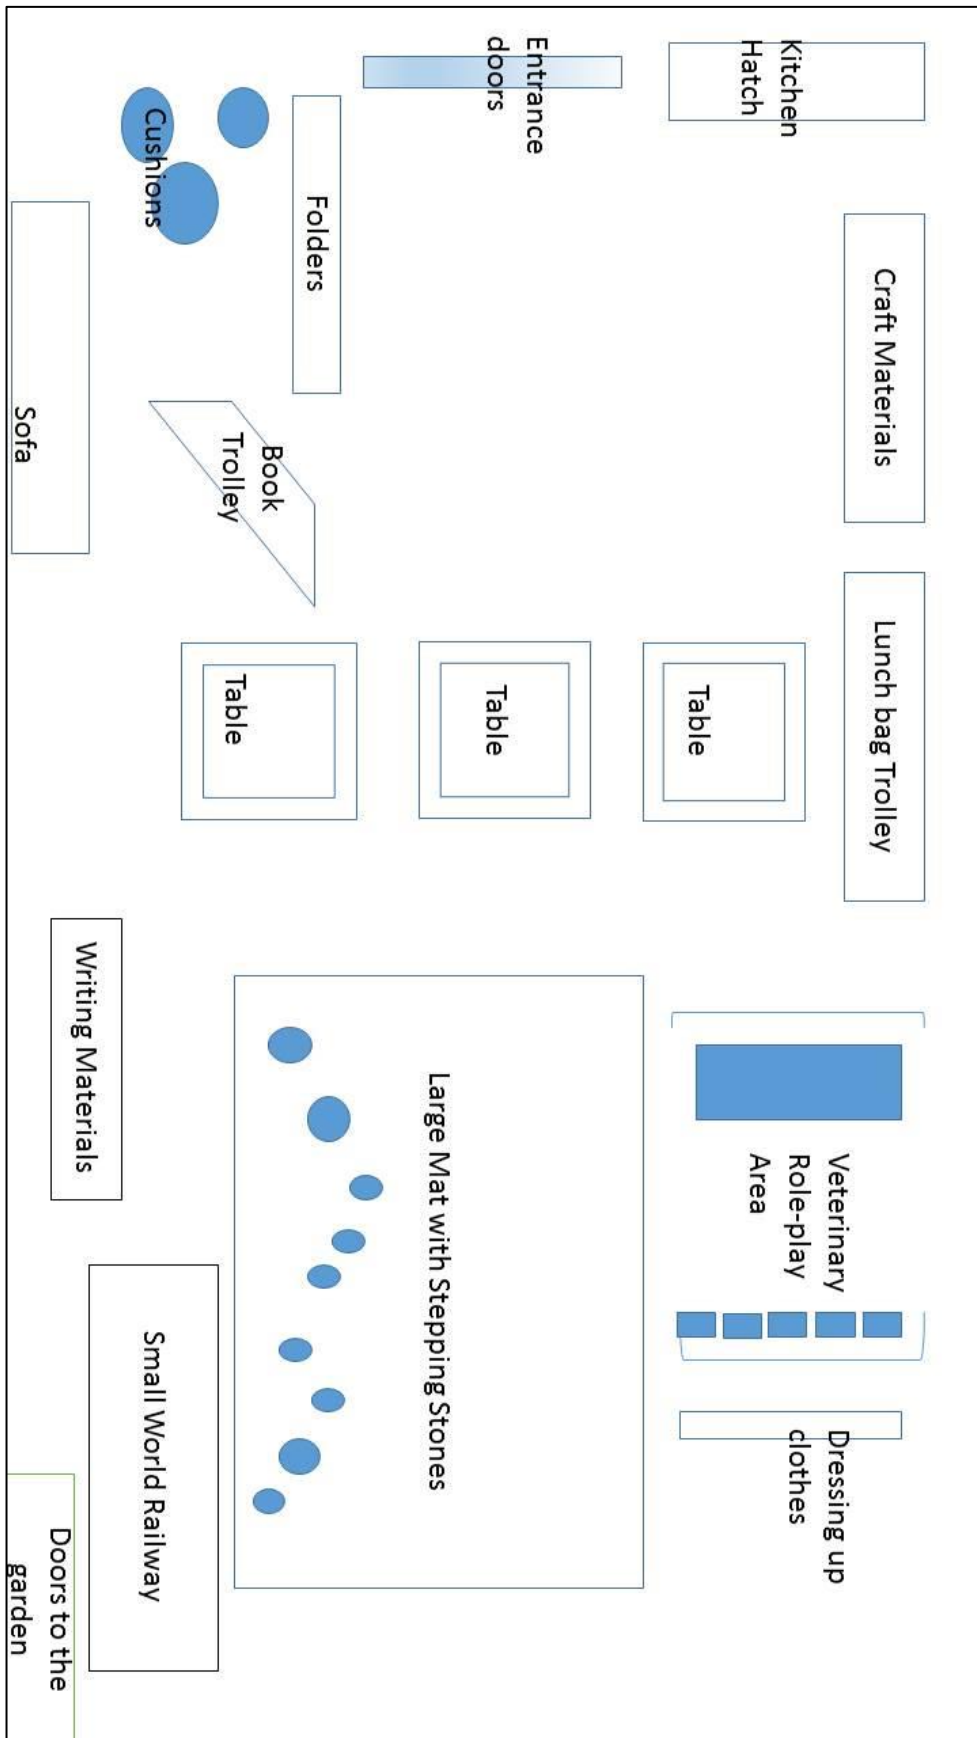 Kitchen
Hatch
Craft Materials
Lunch bag Trolley
Veterinary
Role-play
Area
Dressing up
clothes
Entrance
doors
Table
Table
Table
Large Mat with Stepping Stones
Folders
Book
Trolley
Cushions
Sofa
Writing Materials
Small World Railway
Doors to the
garden